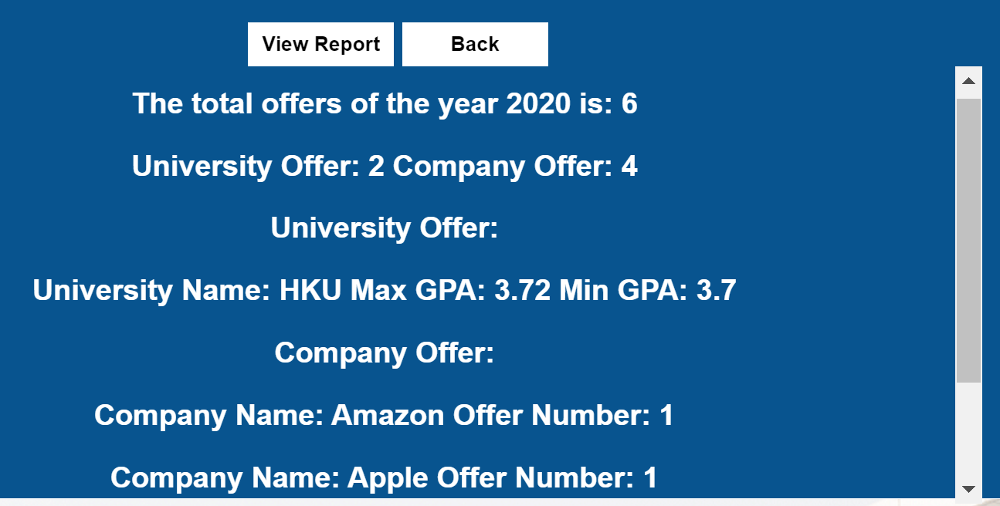 View Report Back
The total offers of the year 2020 is: 6
University Offer: 2 Company Offer: 4
University Offer:
University Name: HKU Max GPA: 3.72 Min GPA: 3.7
Company Offer:
Company Name: Amazon Offer Number: 1
Company Name: Apple Offer Number: 1